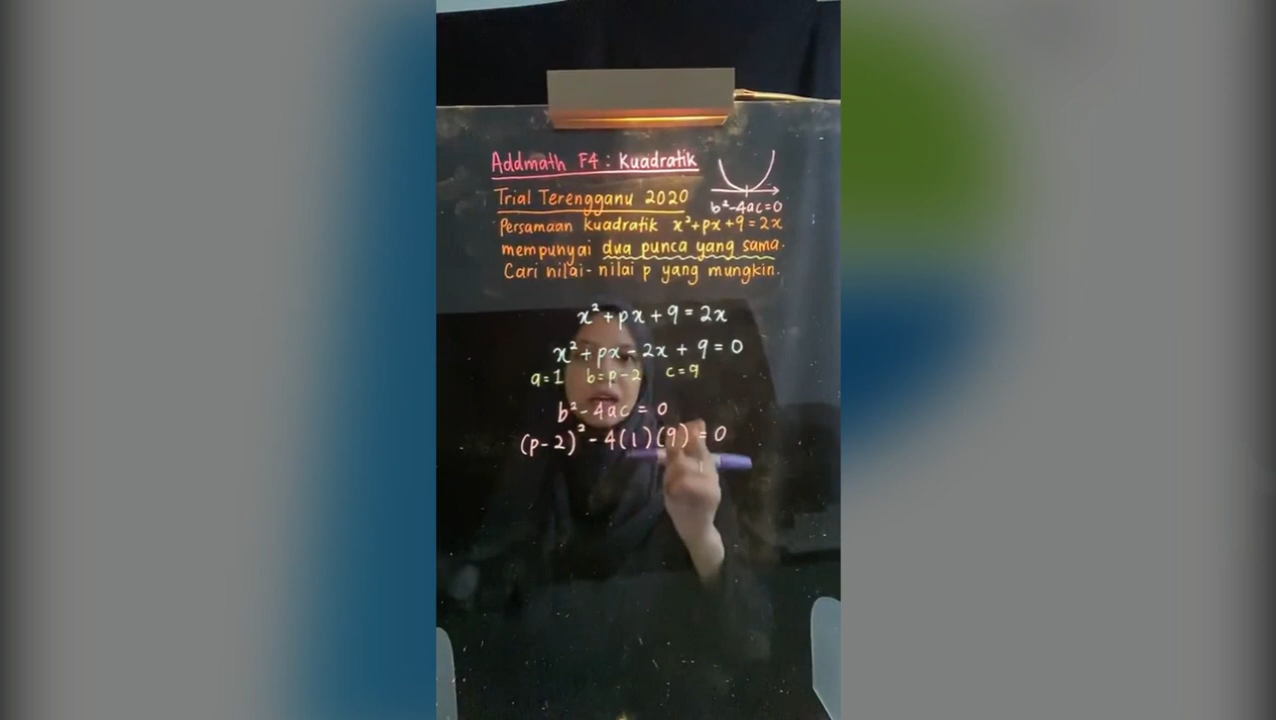 Addmath F4 : Kuadratik
Trial Terengganu 2020
b²-4ac=0
Persamaan kuadratik x²+px+9=2x
mempunyai dua punca yang sama.
Cari nilai-nilai p yang mungkin.
x²+px+9=2x
x²+px-2x+9=0
a=1 b=p-2 c=9
b²-4ac=0
(p-2)²-4(1)(9)=0